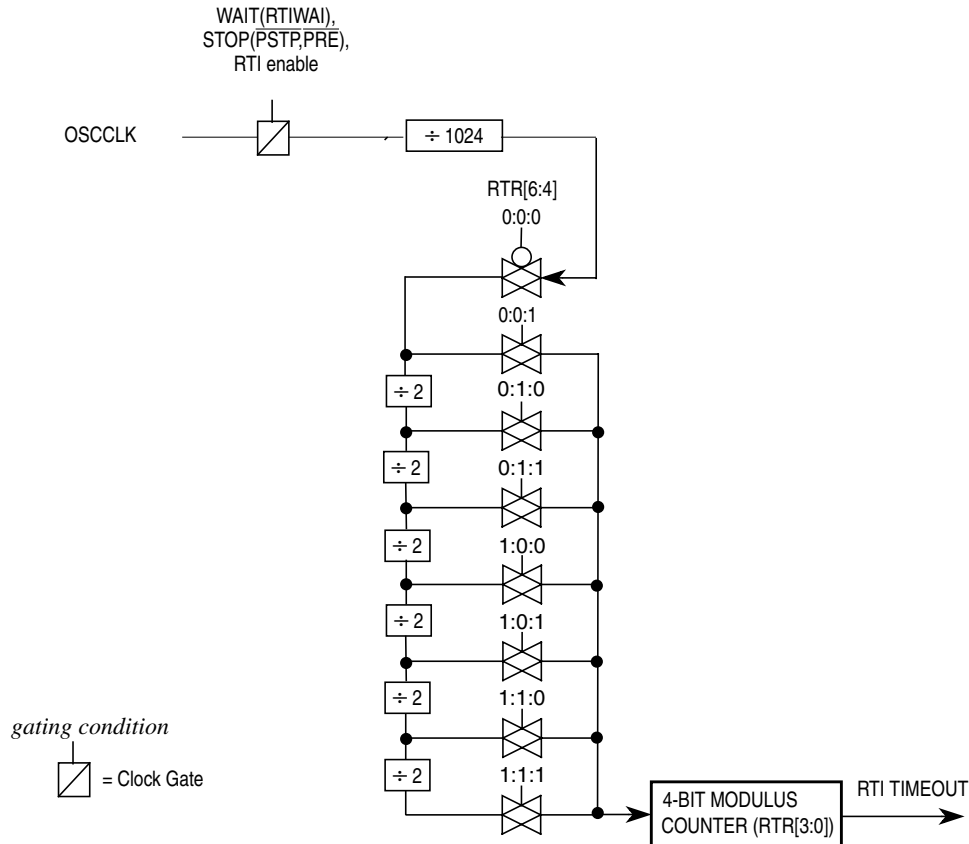 WAIT(RTIWAI),
STOP(PSTP,PRE),
RTI enable
OSCCLK
÷ 1024
RTR[6:4]
0:0:0
0:0:1
÷ 2
0:1:0
÷ 2
0:1:1
÷ 2
1:0:0
÷ 2
1:0:1
÷ 2
1:1:0
÷ 2
1:1:1
gating condition
= Clock Gate
4-BIT MODULUS
COUNTER (RTR[3:0])
RTI TIMEOUT